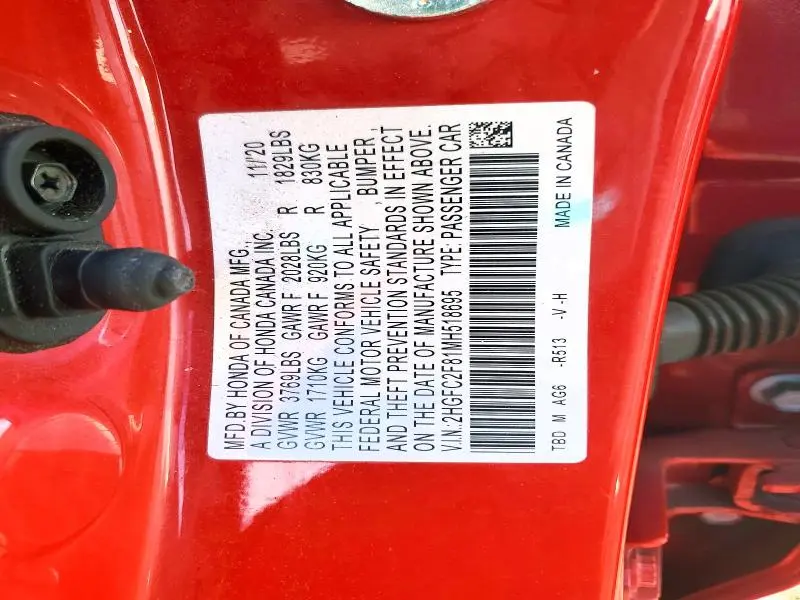 MFD.BY HONDA OF CANADA MFG., 11/'20
A DIVISION OF HONDA CANADA INC.
GVWR 3769LBS GAWR F 2028LBS R 1829LBS
GVWR 1710KG GAWR F 920KG R 830KG
THIS VEHICLE CONFORMS TO ALL APPLICABLE
FEDERAL MOTOR VEHICLE SAFETY , BUMPER ,
AND THEFT PREVENTION STANDARDS IN EFFECT
ON THE DATE OF MANUFACTURE SHOWN ABOVE.
V.I.N:2HGFC2F81MH518695 TYPE: PASSENGER CAR
TBD M AG6 -R513 -V -H MADE IN CANADA